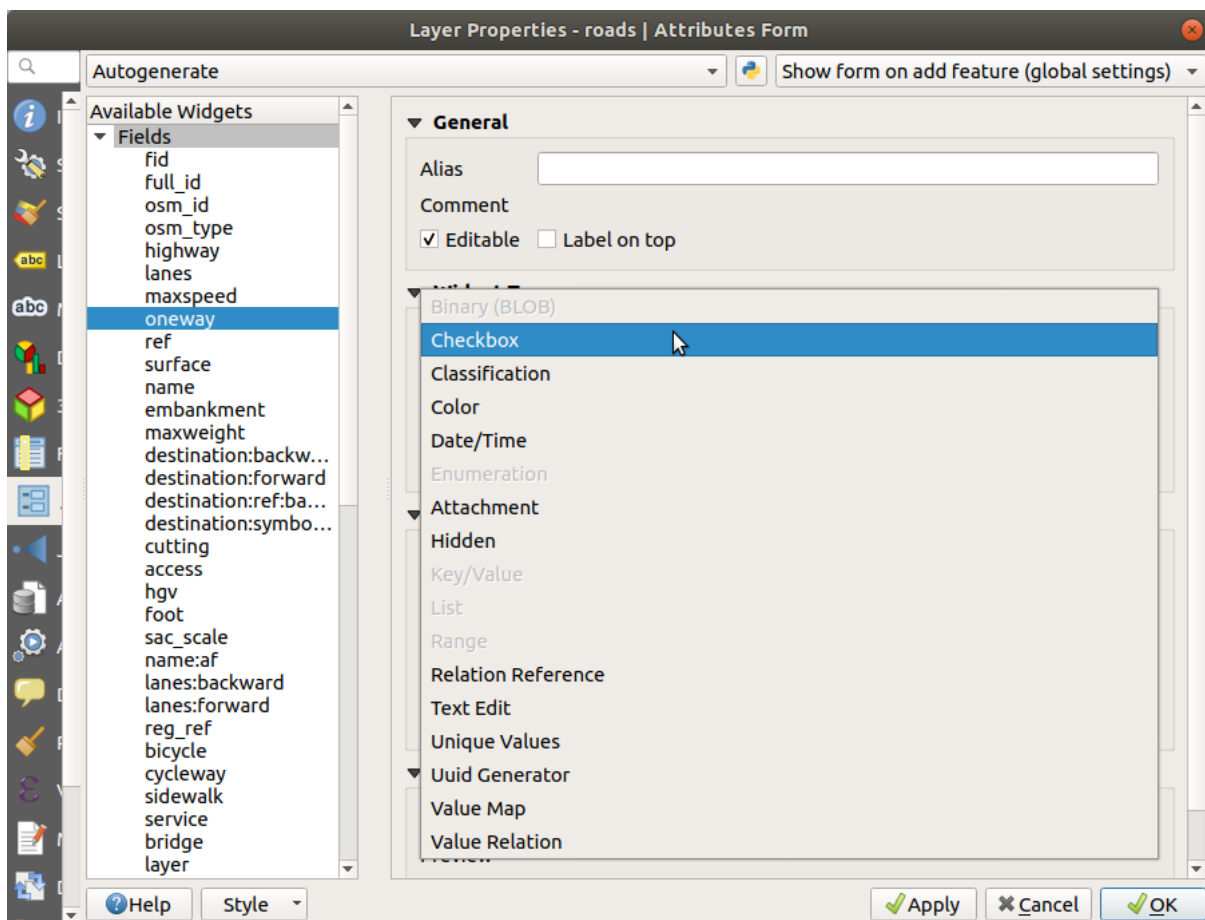 Layer Properties - roads | Attributes Form
Autogenerate
Show form on add feature (global settings)
Available Widgets
Fields
fid
full_id
osm_id
osm_type
highway
lanes
maxspeed
oneway
ref
surface
name
embankment
maxweight
destination:backw...
destination:forward
destination:ref:ba...
destination:symbo...
cutting
access
hgv
foot
sac_scale
name:af
lanes:backward
lanes:forward
reg_ref
bicycle
cycleway
sidewalk
service
bridge
layer
General
Alias
Comment
Editable
Label on top
Binary (BLOB)
Checkbox
Classification
Color
Date/Time
Enumeration
Attachment
Hidden
Key/Value
List
Range
Relation Reference
Text Edit
Unique Values
Uuid Generator
Value Map
Value Relation
abc
abc
Help
Style
Apply
Cancel
OK